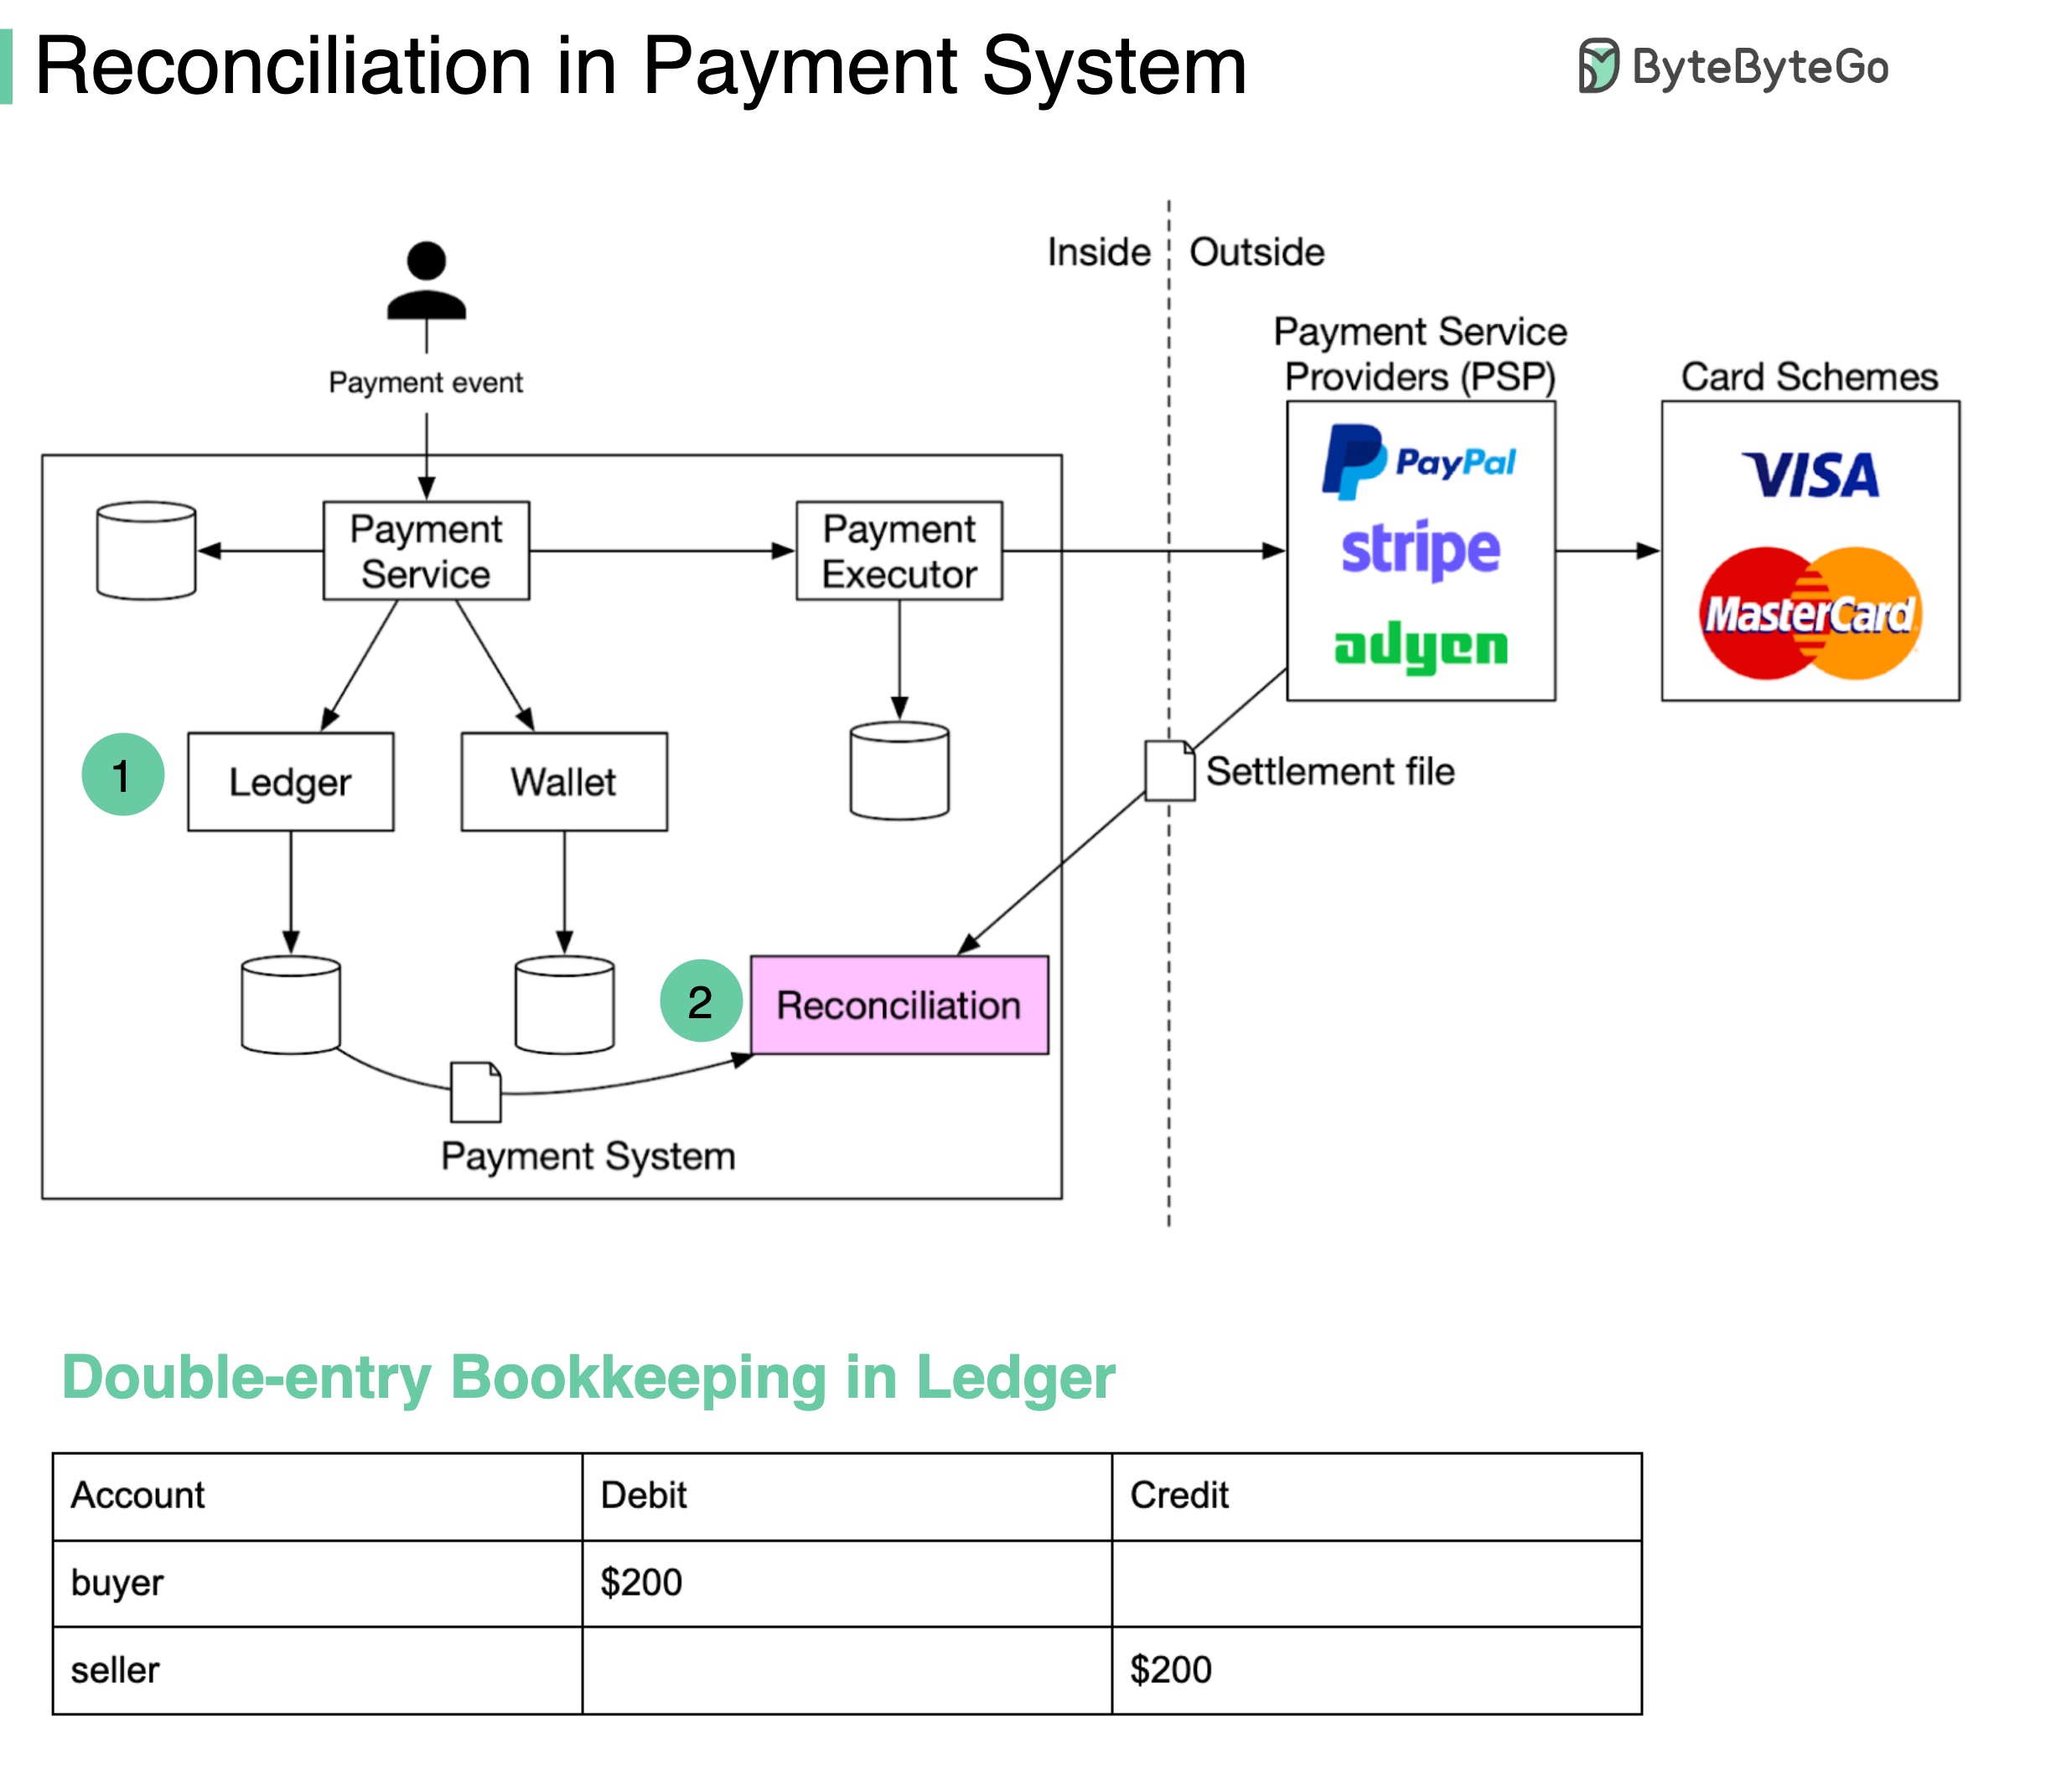 Reconciliation in Payment System
ByteByteGo
Inside
Outside
Payment event
Payment Service
Providers (PSP)
Card Schemes
Payment
Service
Payment
Executor
PayPal
stripe
adyen
VISA
MasterCard
1
Ledger
Wallet
Settlement file
2
Reconciliation
Payment System
Double-entry Bookkeeping in Ledger
Account
Debit
Credit
buyer
$200
seller
$200